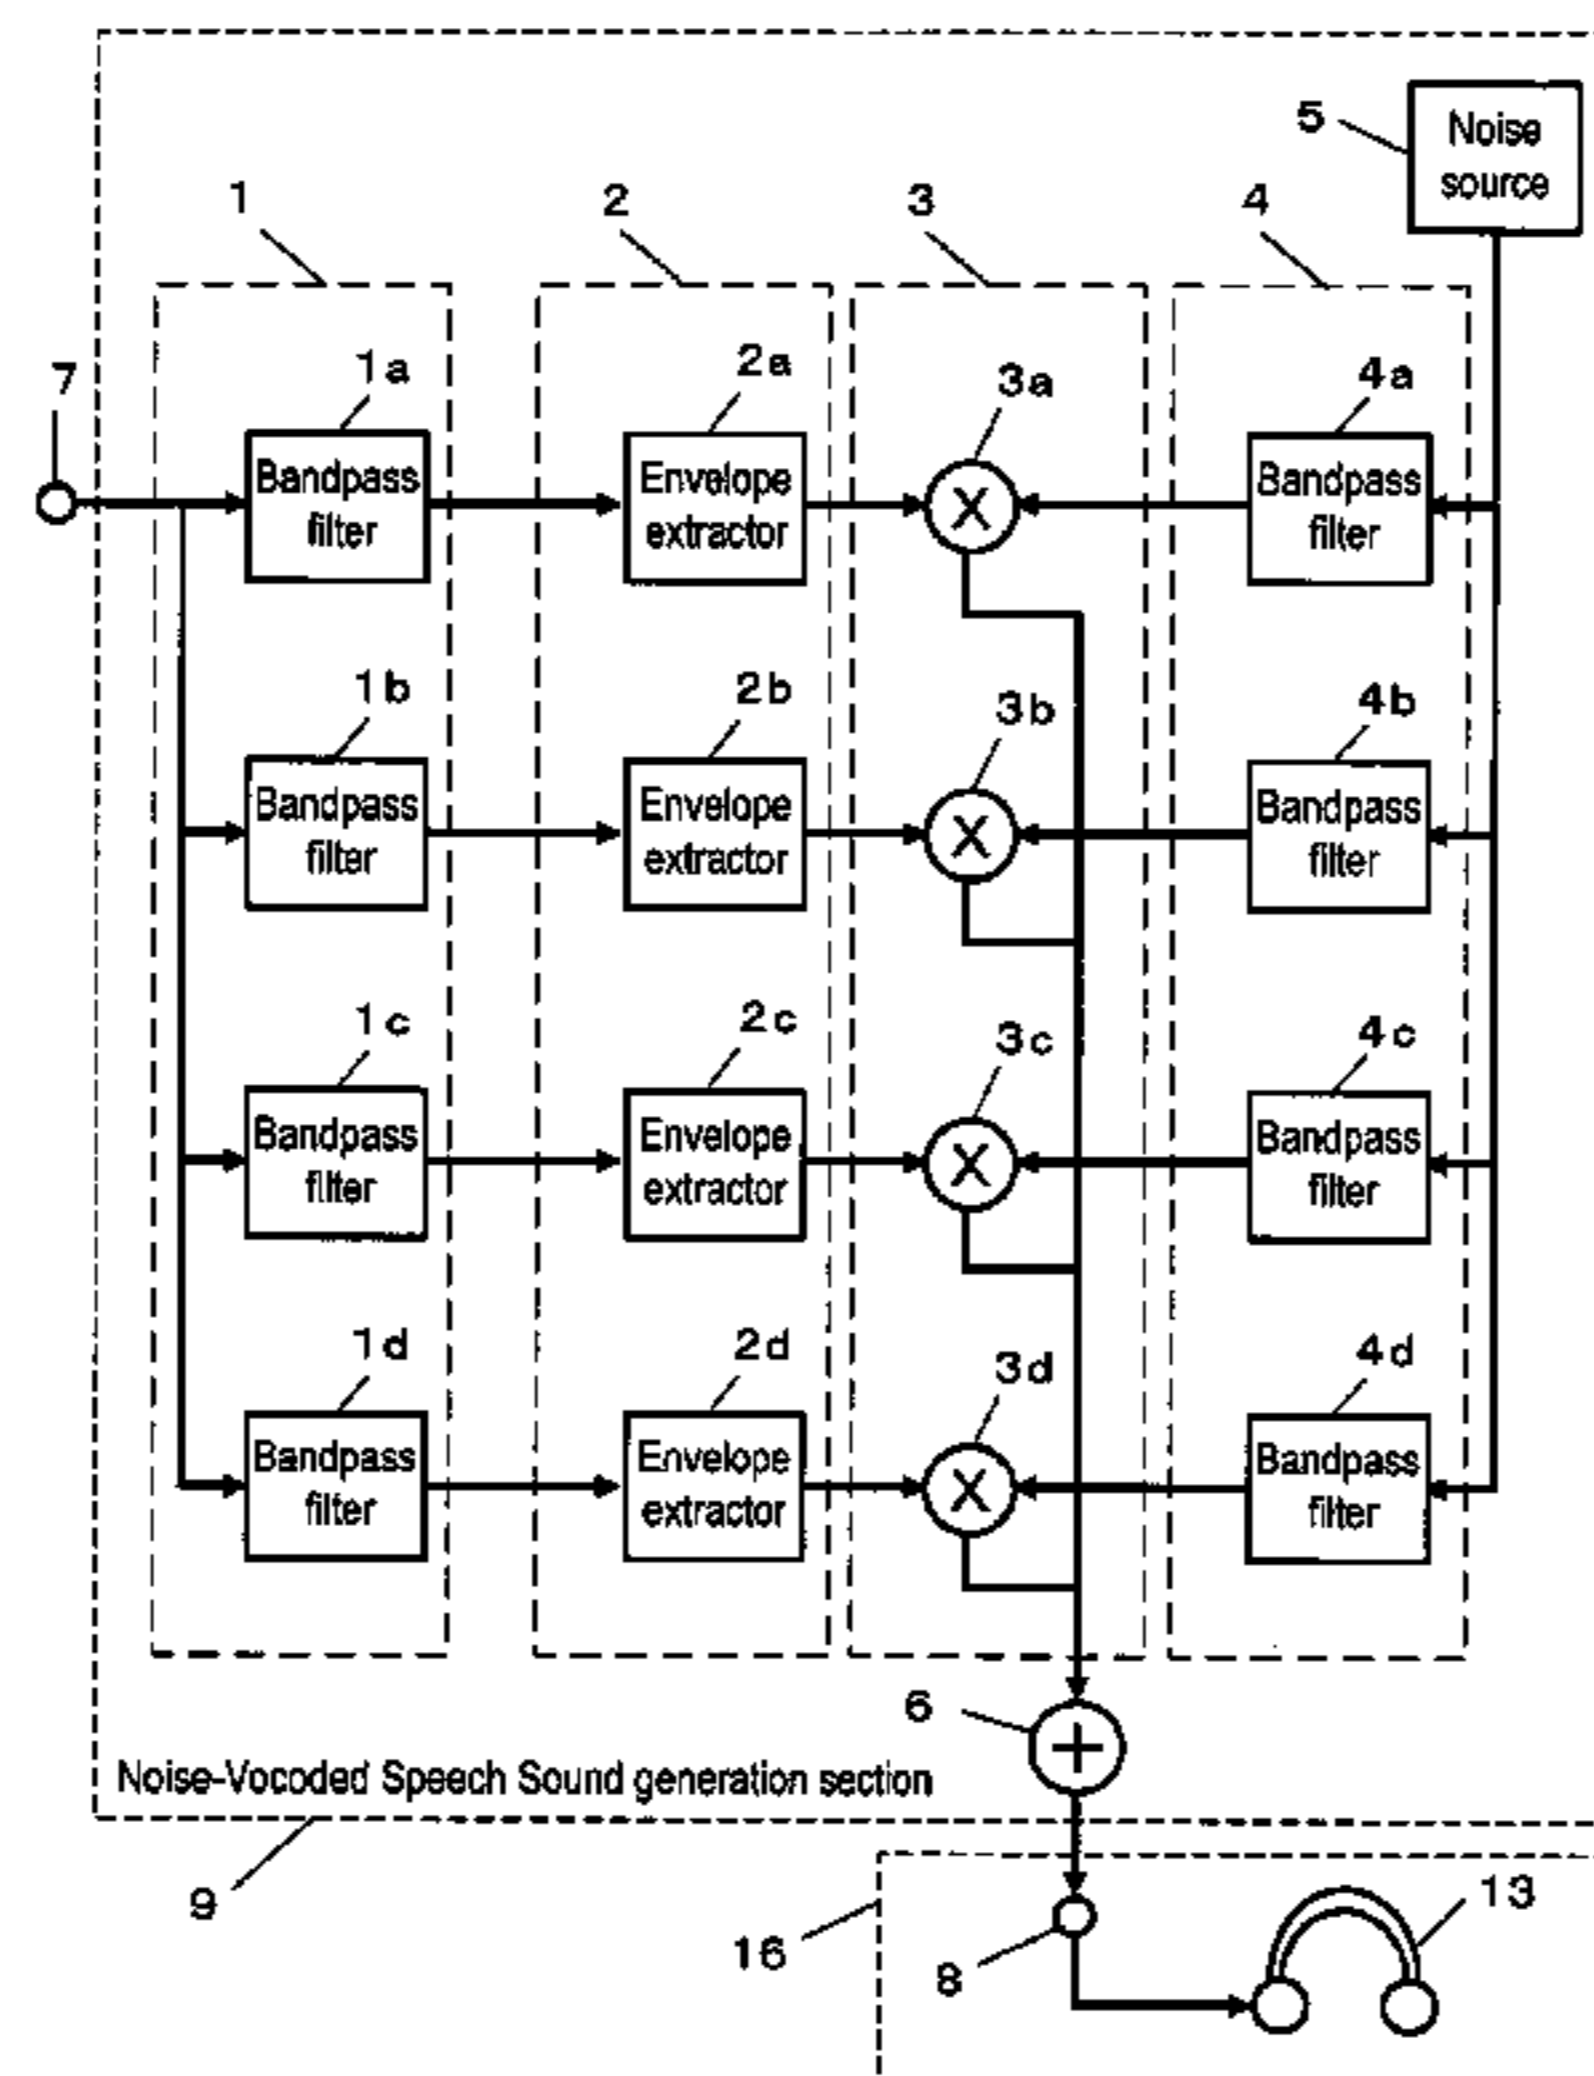 5
Noise
source
1
2
3
4
7
1a
2a
3a
4a
Bandpass
filter
Envelope
extractor
X
Bandpass
filter
1b
2b
3b
4b
Bandpass
filter
Envelope
extractor
X
Bandpass
filter
1c
2c
3c
4c
Bandpass
filter
Envelope
extractor
X
Bandpass
filter
1d
2d
3d
4d
Bandpass
filter
Envelope
extractor
X
Bandpass
filter
6
+
Noise-Vocoded Speech Sound generation section
9
16
8
13